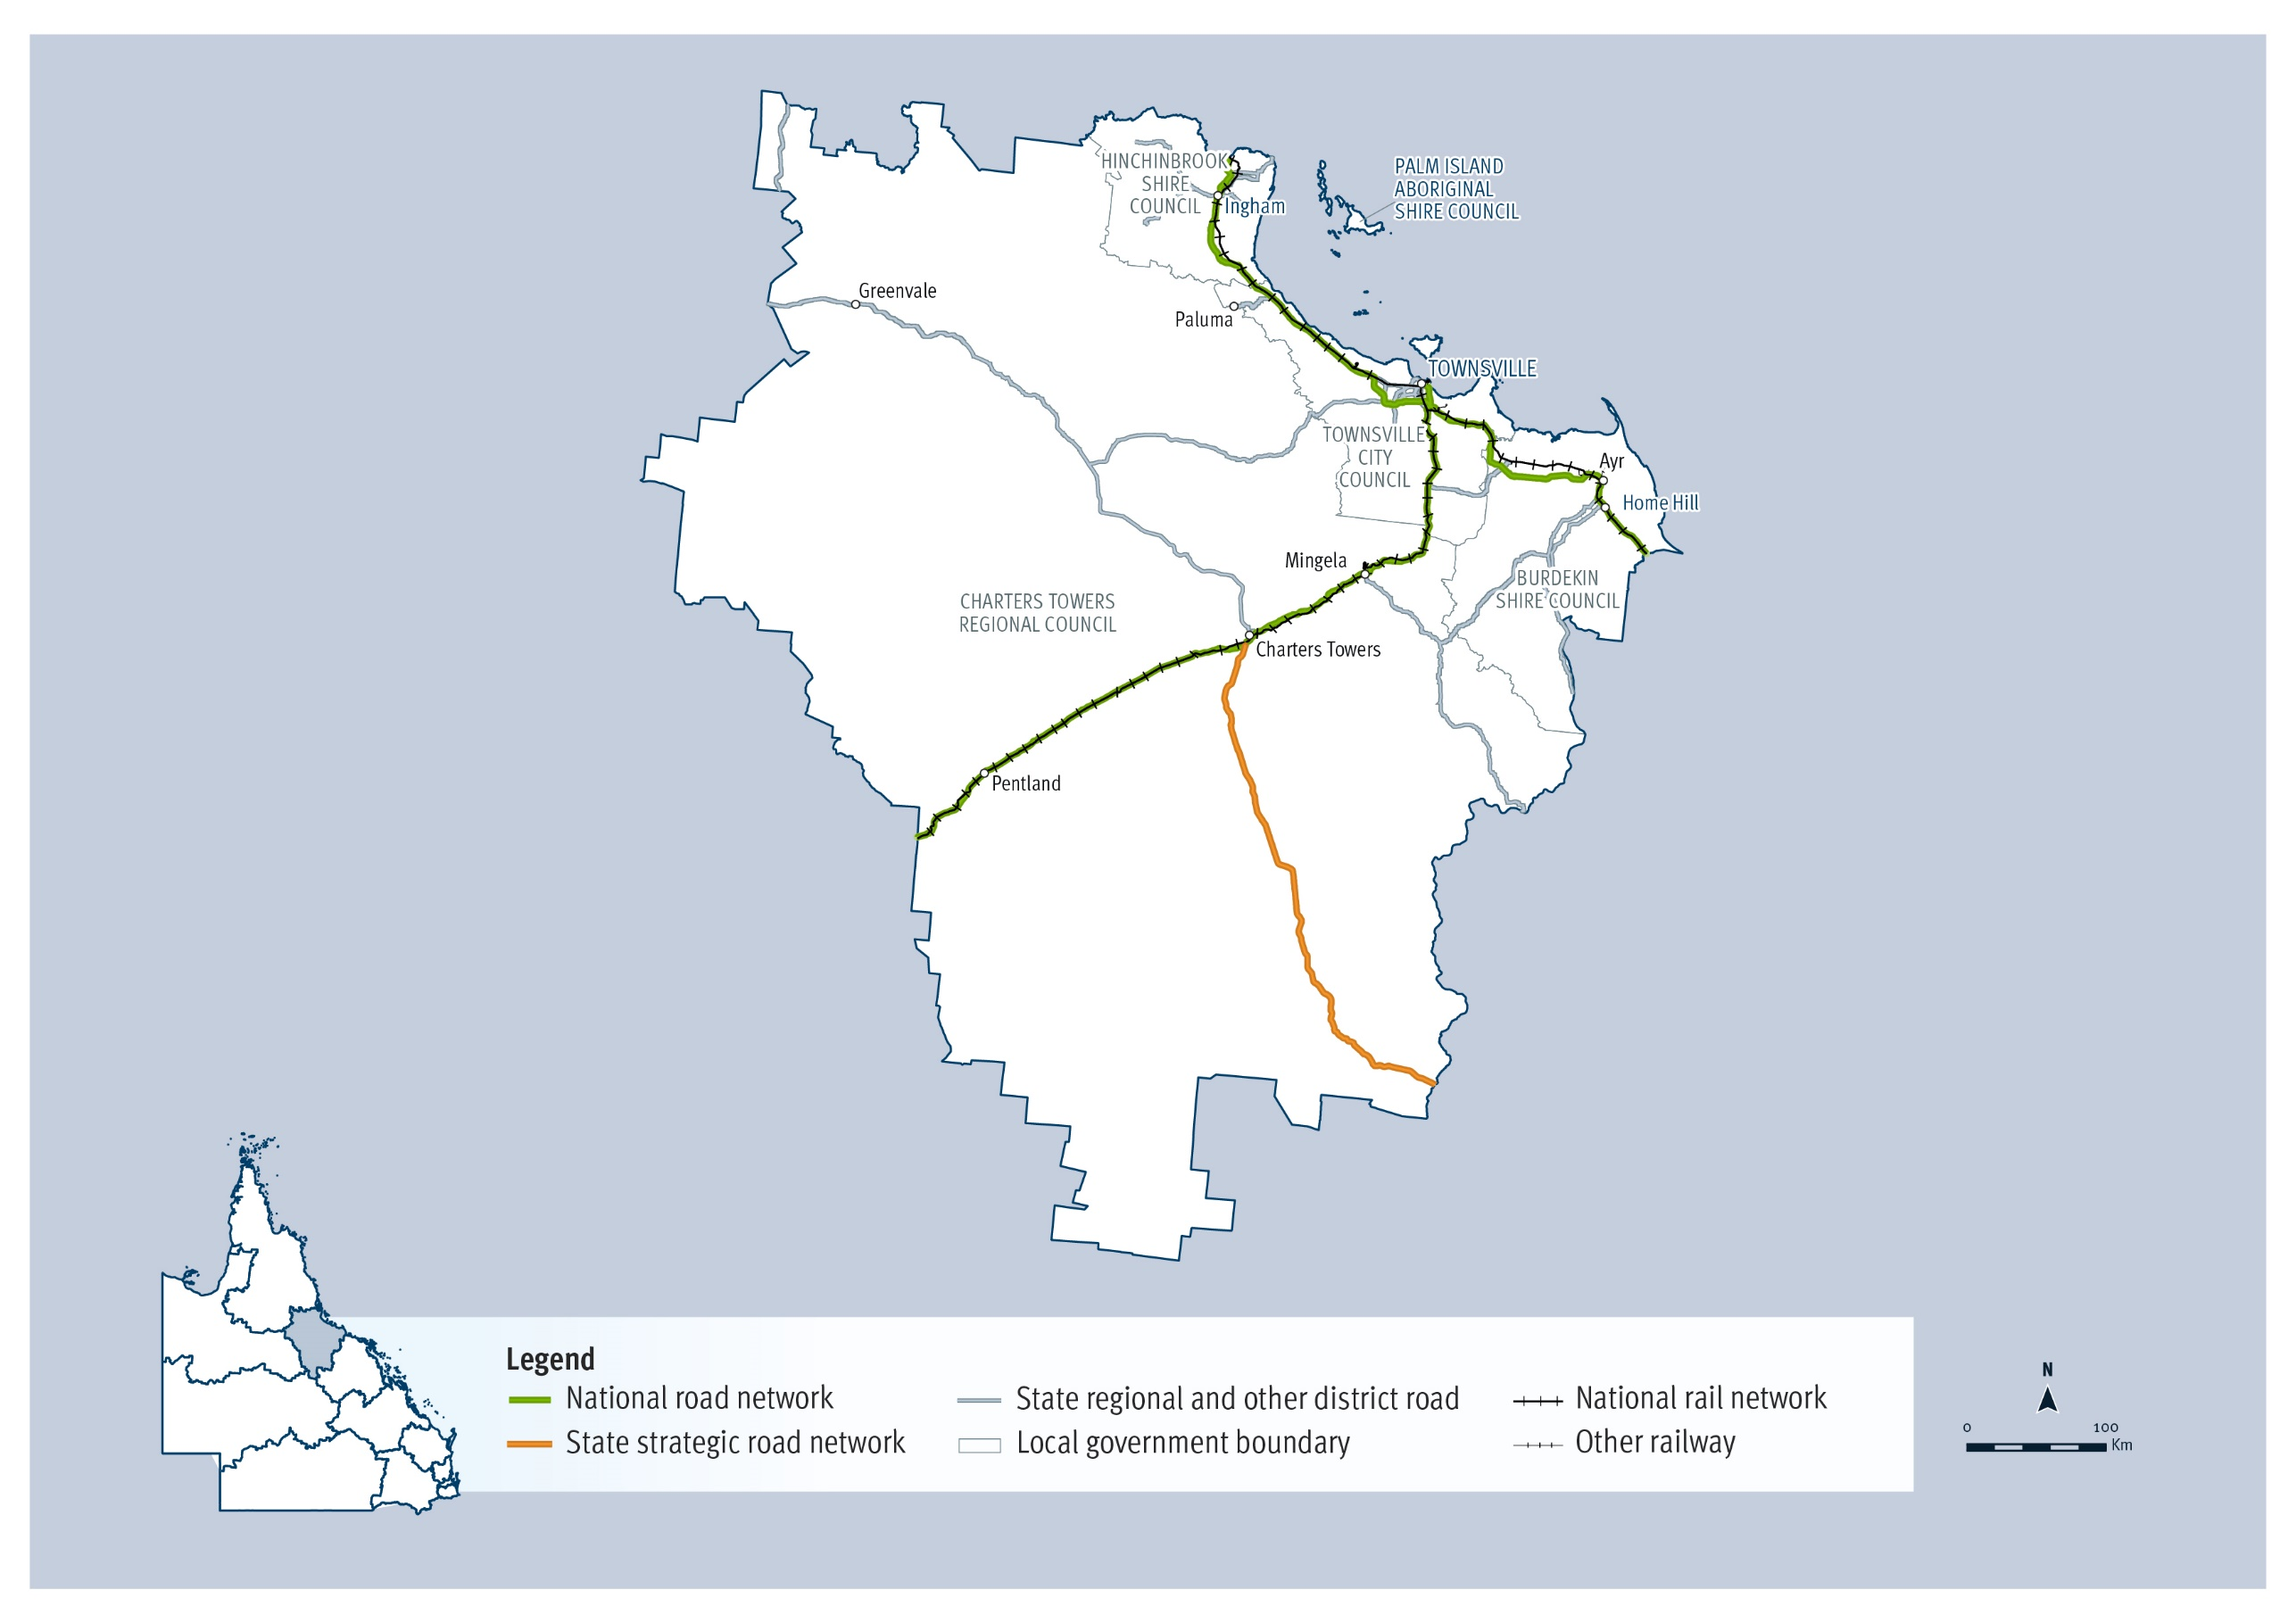 HINCHINBROOK
SHIRE
COUNCIL
Ingham
PALM ISLAND
ABORIGINAL
SHIRE COUNCIL
Greenvale
Paluma
TOWNSVILLE
TOWNSVILLE
CITY
COUNCIL
Ayr
Home Hill
Mingela
BURDEKIN
SHIRE COUNCIL
CHARTERS TOWERS
REGIONAL COUNCIL
Charters Towers
Pentland
Legend
National road network
State strategic road network
State regional and other district road
Local government boundary
National rail network
Other railway
N
0 100
Km